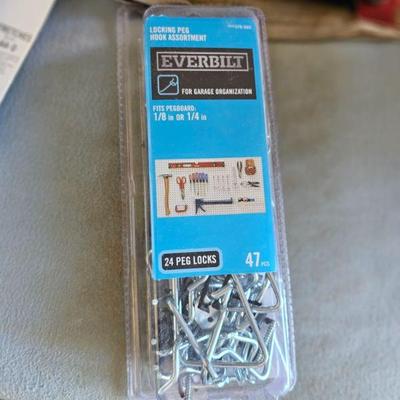 LOCKING PEG
HOOK ASSORTMENT
EVERBILT
FOR GARAGE ORGANIZATION
FITS PEGBOARD:
1/8 in OR 1/4 in
24 PEG LOCKS
47 PCS